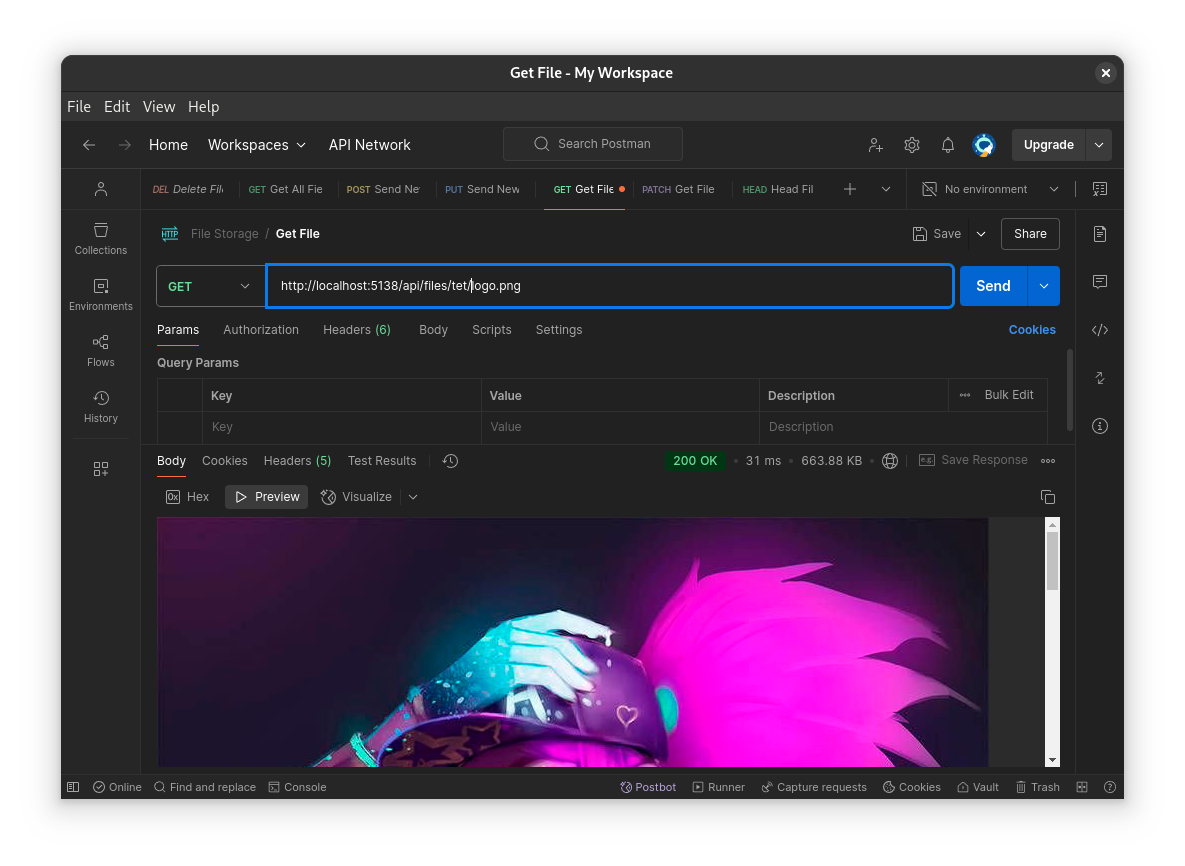 Get File - My Workspace
File Edit View Help
Home Workspaces API Network Search Postman Upgrade
DEL Delete File GET Get All File POST Send Ne PUT Send New GET Get File PATCH Get File HEAD Head Fil No environment
HTTP File Storage / Get File Save Share
GET http://localhost:5138/api/files/tet/logo.png Send
Params Authorization Headers (6) Body Scripts Settings Cookies
Query Params
Key Value Description Bulk Edit
Key Value Description
Collections
Environments
Flows
History
Body Cookies Headers (5) Test Results 200 OK 31 ms 663.88 KB e.g. Save Response
0x Hex Preview Visualize
Online Find and replace Console Postbot Runner Capture requests Cookies Vault Trash